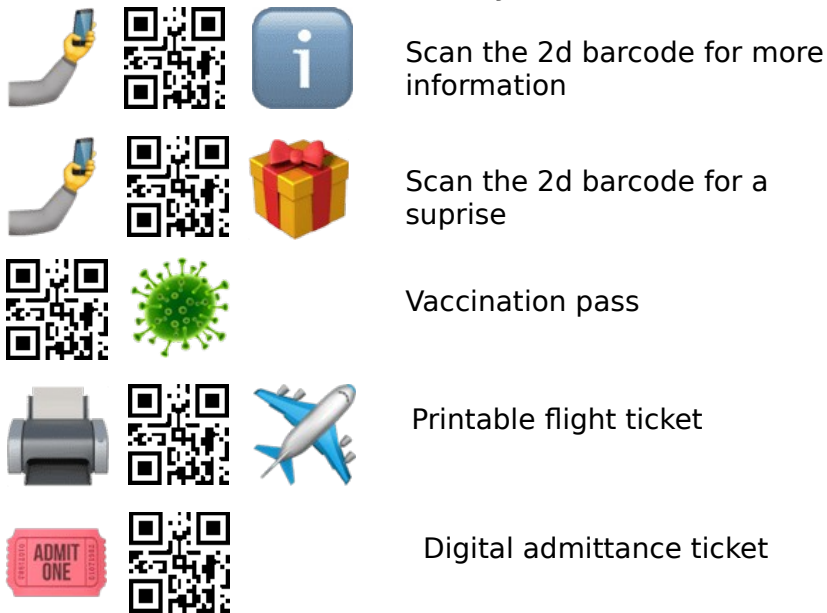 Scan the 2d barcode for more
information
Scan the 2d barcode for a
suprise
Vaccination pass
Printable flight ticket
ADMIT
ONE
Digital admittance ticket